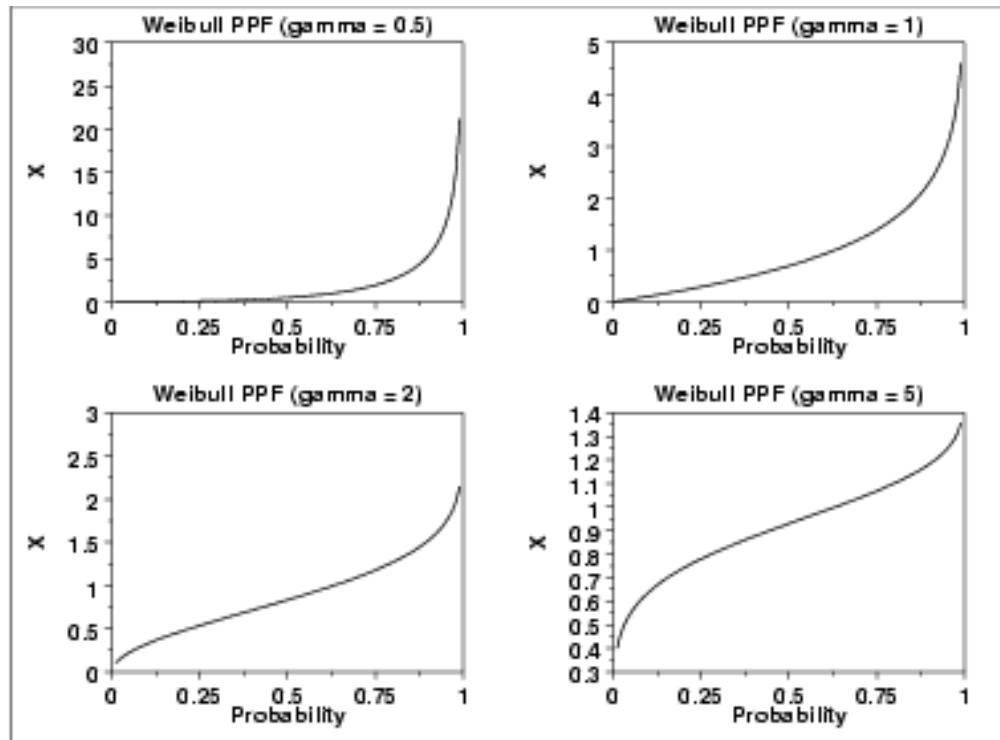 Weibull PPF (gamma = 0.5)
30
25
20
15
10
5
0
X
0 0.25 0.5 0.75 1
Probability
Weibull PPF (gamma = 1)
5
4
3
2
1
0
X
0 0.25 0.5 0.75 1
Probability
Weibull PPF (gamma = 2)
3
2.5
2
1.5
1
0.5
0
X
0 0.25 0.5 0.75 1
Probability
Weibull PPF (gamma = 5)
1.4
1.3
1.2
1.1
1
0.9
0.8
0.7
0.6
0.5
0.4
0.3
X
0 0.25 0.5 0.75 1
Probability